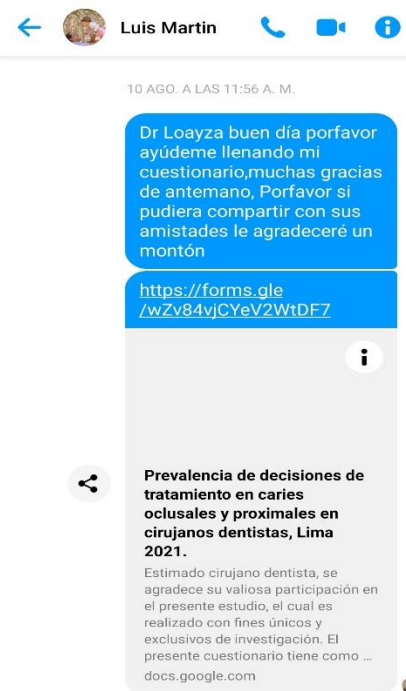 Luis Martin
10 AGO. A LAS 11:56 A. M.
Dr Loayza buen día porfavor
ayúdeme llenando mi
cuestionario,muchas gracias
de antemano, Porfavor si
pudiera compartir con sus
amistades le agradeceré un
montón
https://forms.gle
/wZv84vjCYeV2WtDF7
Prevalencia de decisiones de
tratamiento en caries
oclusales y proximales en
cirujanos dentistas, Lima
2021.
Estimado cirujano dentista, se
agradece su valiosa participación en
el presente estudio, el cual es
realizado con fines únicos y
exclusivos de investigación. El
presente cuestionario tiene como ...
docs.google.com